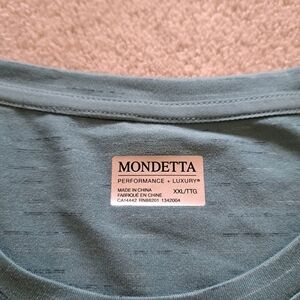 MONDETTA
PERFORMANCE + LUXURY®
MADE IN CHINA
FABRIQUÉ EN CHINE
XXL/TTG
CA14442 RN86201 1342004